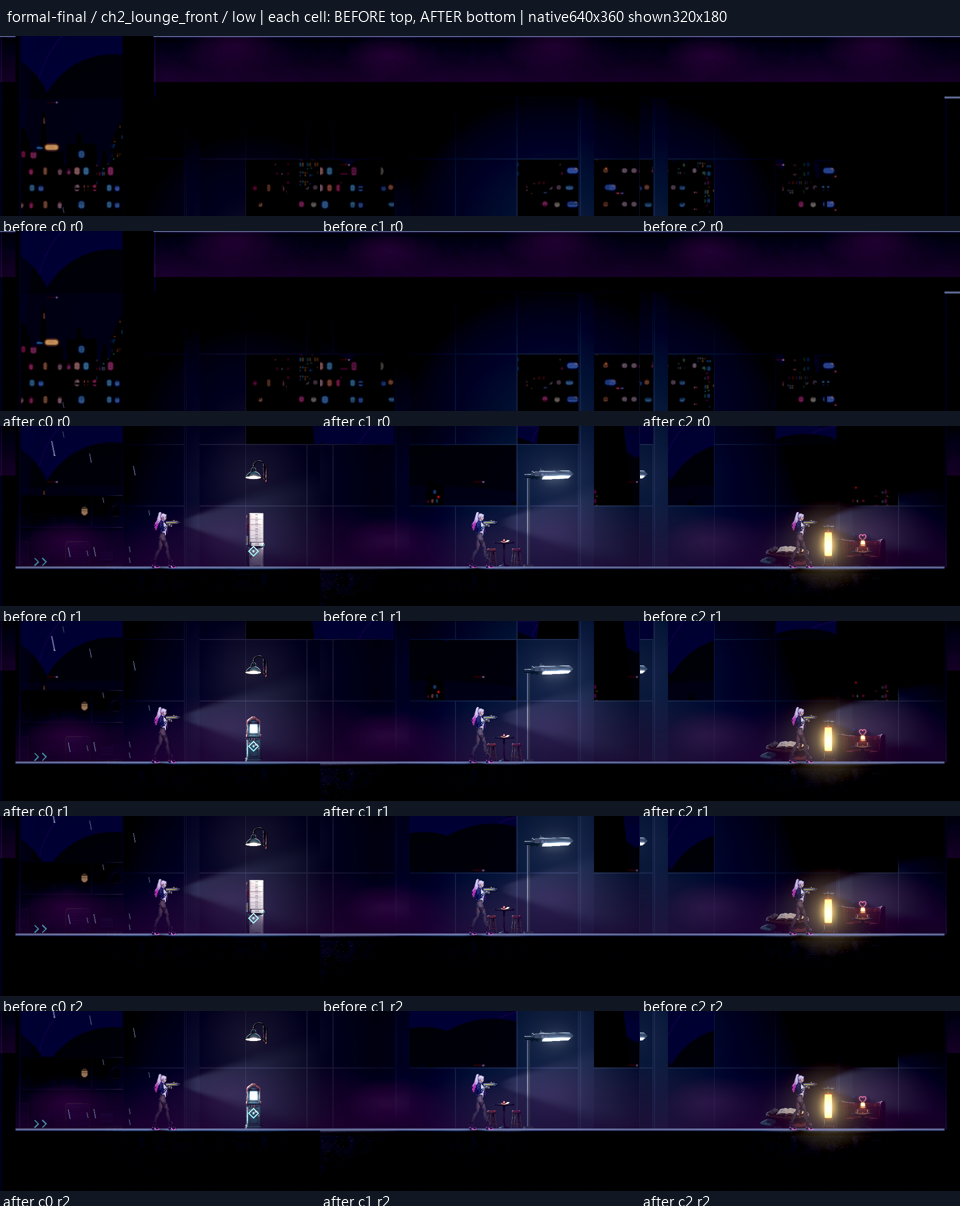 formal-final / ch2_lounge_front / low | each cell: BEFORE top, AFTER bottom | native640x360 shown320x180
before c0 r0 before c1 r0 before c2 r0
after c0 r0 after c1 r0 after c2 r0
before c0 r1 before c1 r1 before c2 r1
after c0 r1 after c1 r1 after c2 r1
before c0 r2 before c1 r2 before c2 r2
after c0 r2 after c1 r2 after c2 r2